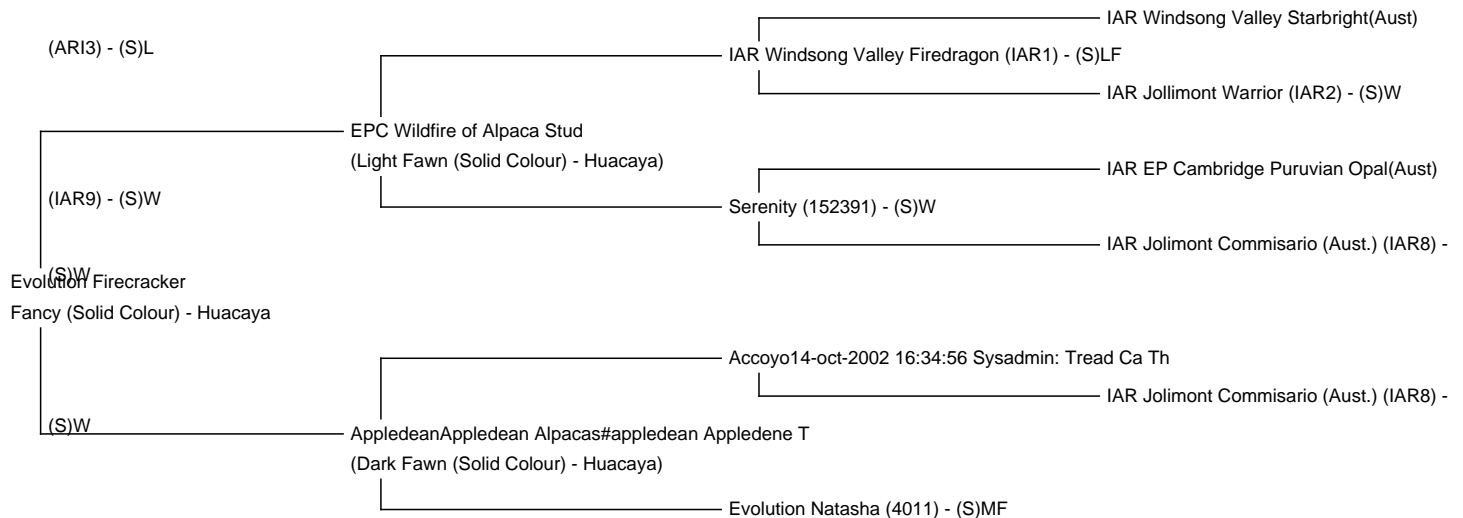 IAR Windsong Valley Starbright(Aust)
(ARI3) - (S)L
IAR Windsong Valley Firedragon (IAR1) - (S)LF
IAR Jollimont Warrior (IAR2) - (S)W
EPC Wildfire of Alpaca Stud
(Light Fawn (Solid Colour) - Huacaya)
IAR EP Cambridge Puruvian Opal(Aust)
(IAR9) - (S)W
Serenity (152391) - (S)W
IAR Jolimont Commisario (Aust.) (IAR8) -
(S)W
Evolution Firecracker
Fancy (Solid Colour) - Huacaya
Accoyo14-oct-2002 16:34:56 Sysadmin: Tread Ca Th
IAR Jolimont Commisario (Aust.) (IAR8) -
(S)W
AppledeanAppledean Alpacas#appledean Appledene T
(Dark Fawn (Solid Colour) - Huacaya)
Evolution Natasha (4011) - (S)MF